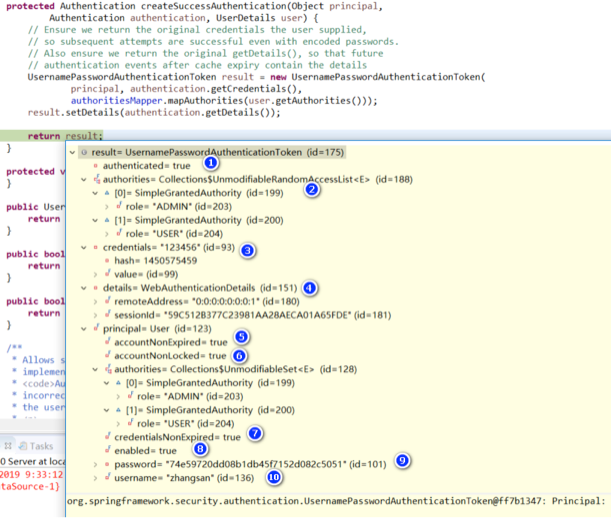 protected Authentication createSuccessAuthentication(Object principal,
Authentication authentication, UserDetails user) {
// Ensure we return the original credentials the user supplied,
// so subsequent attempts are successful even with encoded passwords.
// Also ensure we return the original getDetails(), so that future
// authentication events after cache expiry contain the details
UsernamePasswordAuthenticationToken result = new UsernamePasswordAuthenticationToken(
principal, authentication.getCredentials(),
authoritiesMapper.mapAuthorities(user.getAuthorities()));
result.setDetails(authentication.getDetails());
return result;
}
result= UsernamePasswordAuthenticationToken (id=175)
authenticated= true 1
protected v
authorities= Collections$UnmodifiableRandomAccessList<E> (id=188)
}
[0]= SimpleGrantedAuthority (id=199) 2
role= "ADMIN" (id=203)
public User
[1]= SimpleGrantedAuthority (id=200)
return
role= "USER" (id=204)
}
credentials= "123456" (id=93) 3
public bool
hash= 1450575459
return
value= (id=99)
}
details= WebAuthenticationDetails (id=151) 4
public bool
remoteAddress= "0:0:0:0:0:0:0:1" (id=180)
return
sessionId= "59C512B377C23981AA28AECA01A65FDE" (id=181)
}
principal= User (id=123)
accountNonExpired= true 5
/**
* Allows s
accountNonLocked= true 6
* implemen
authorities= Collections$UnmodifiableSet<E> (id=128)
* <code>Au
[0]= SimpleGrantedAuthority (id=199)
* incorrec
role= "ADMIN" (id=203)
* the user
[1]= SimpleGrantedAuthority (id=200)
role= "USER" (id=204)
credentialsNonExpired= true 7
Tasks
enabled= true 8
0 Server at loca
password= "74e59720dd08b1db45f7152d082c5051" (id=101) 9
2019 9:33:12
username= "zhangsan" (id=136) 10
taSource-1}
org.springframework.security.authentication.UsernamePasswordAuthenticationToken@ff7b1347: Principal: